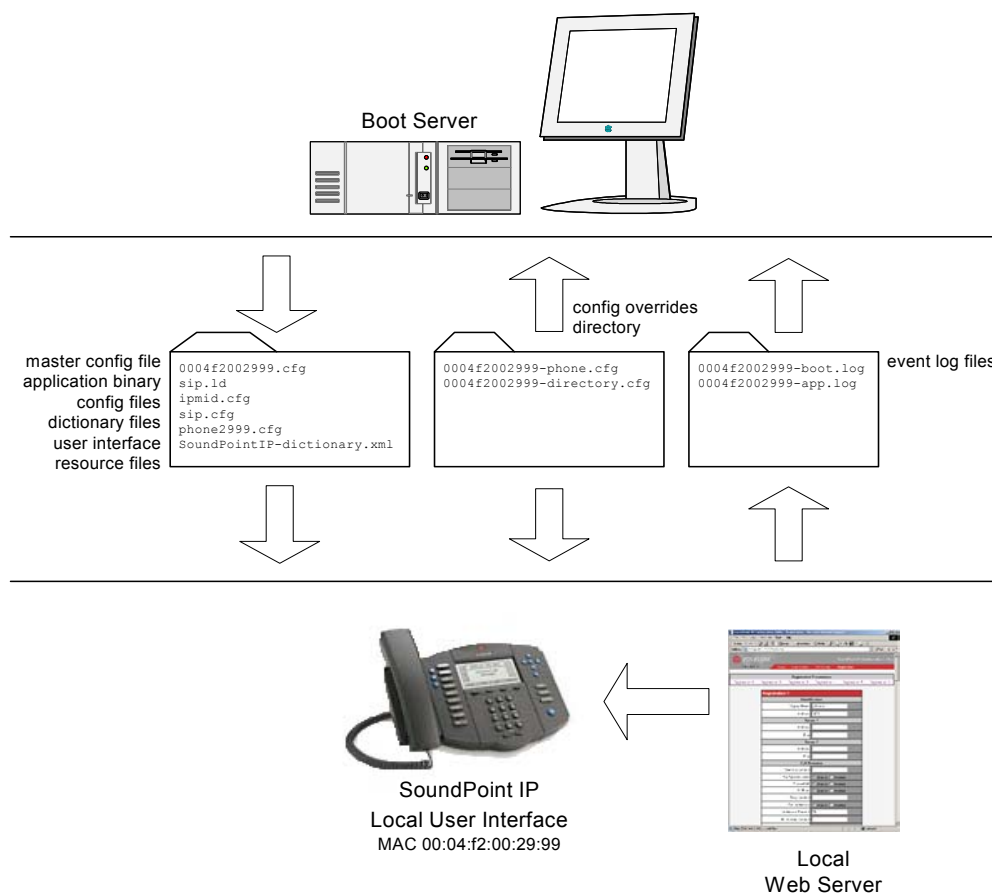 Boot Server
config overrides
directory
master config file
application binary
config files
dictionary files
user interface
resource files
0004f2002999.cfg
sip.ld
ipmid.cfg
sip.cfg
phone2999.cfg
SoundPointIP-dictionary.xml
0004f2002999-phone.cfg
0004f2002999-directory.cfg
0004f2002999-boot.log
0004f2002999-app.log
event log files
SoundPoint IP
Local User Interface
MAC 00:04:f2:00:29:99
Local
Web Server